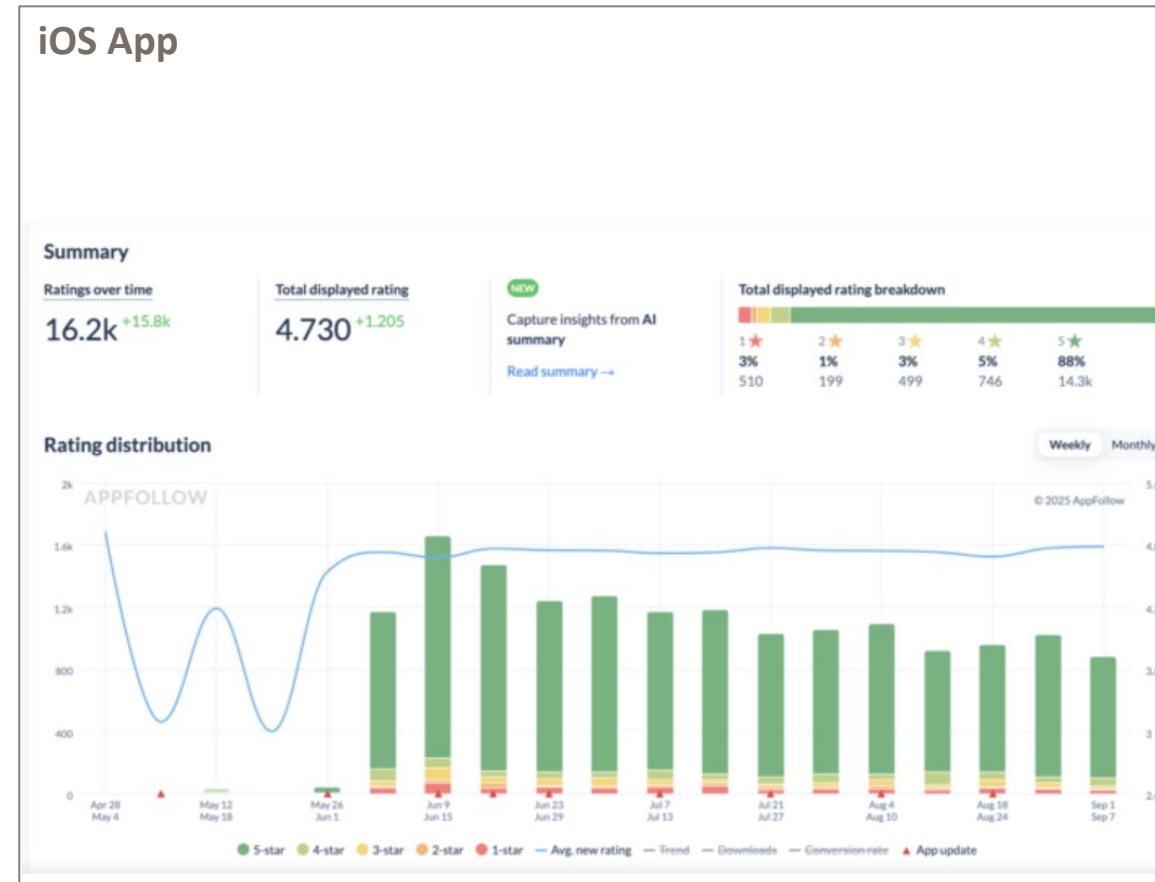 iOS App
Summary
Ratings over time
16.2k +15.8k
Total displayed rating
4.730 +1.205
NEW
Capture insights from AI
summary
Read summary →
Total displayed rating breakdown
1★ 2★ 3★ 4★ 5★
3% 1% 3% 5% 88%
510 199 499 746 14.3k
Rating distribution
Weekly Monthly
APPFOLLOW
© 2025 AppFollow
2k
1.6k
1.2k
800
400
0
3
Apr 28 May 12 May 26 Jun 9 Jun 23 Jul 7 Jul 21 Aug 4 Aug 18 Sep 1
May 4 May 18 Jun 1 Jun 15 Jun 29 Jul 13 Jul 27 Aug 10 Aug 24 Sep 7
5-star 4-star 3-star 2-star 1-star Avg. new rating Trend Downloads Conversion rate App update